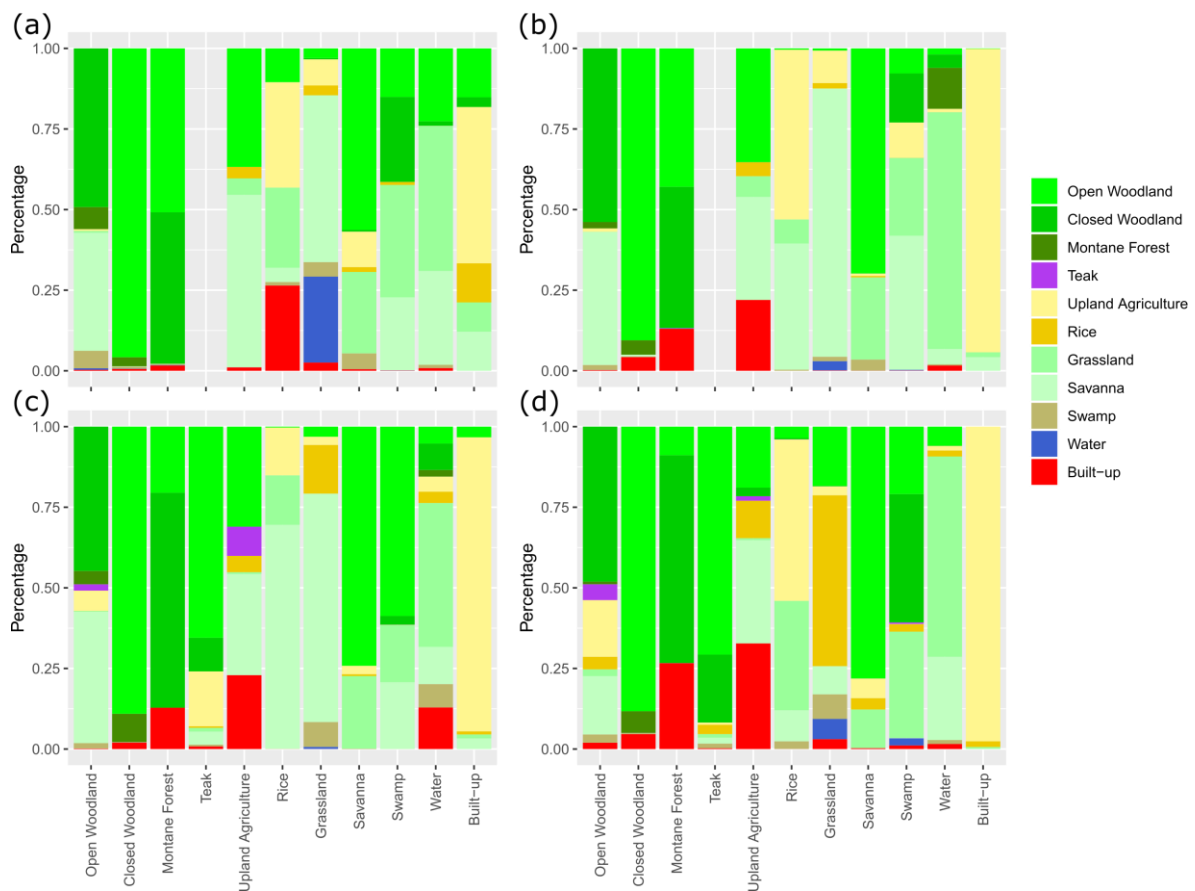 (a)
(b)
1.00
0.75
0.50
0.25
0.00
Percentage
1.00
0.75
0.50
0.25
0.00
Percentage
(c)
(d)
1.00
0.75
0.50
0.25
0.00
Percentage
1.00
0.75
0.50
0.25
0.00
Percentage
Open Woodland
Closed Woodland
Montane Forest
Teak
Upland Agriculture
Rice
Grassland
Savanna
Swamp
Water
Built−up
Open Woodland
Closed Woodland
Montane Forest
Teak
Upland Agriculture
Rice
Grassland
Savanna
Swamp
Water
Built−up
Open Woodland
Closed Woodland
Montane Forest
Teak
Upland Agriculture
Rice
Grassland
Savanna
Swamp
Water
Built−up